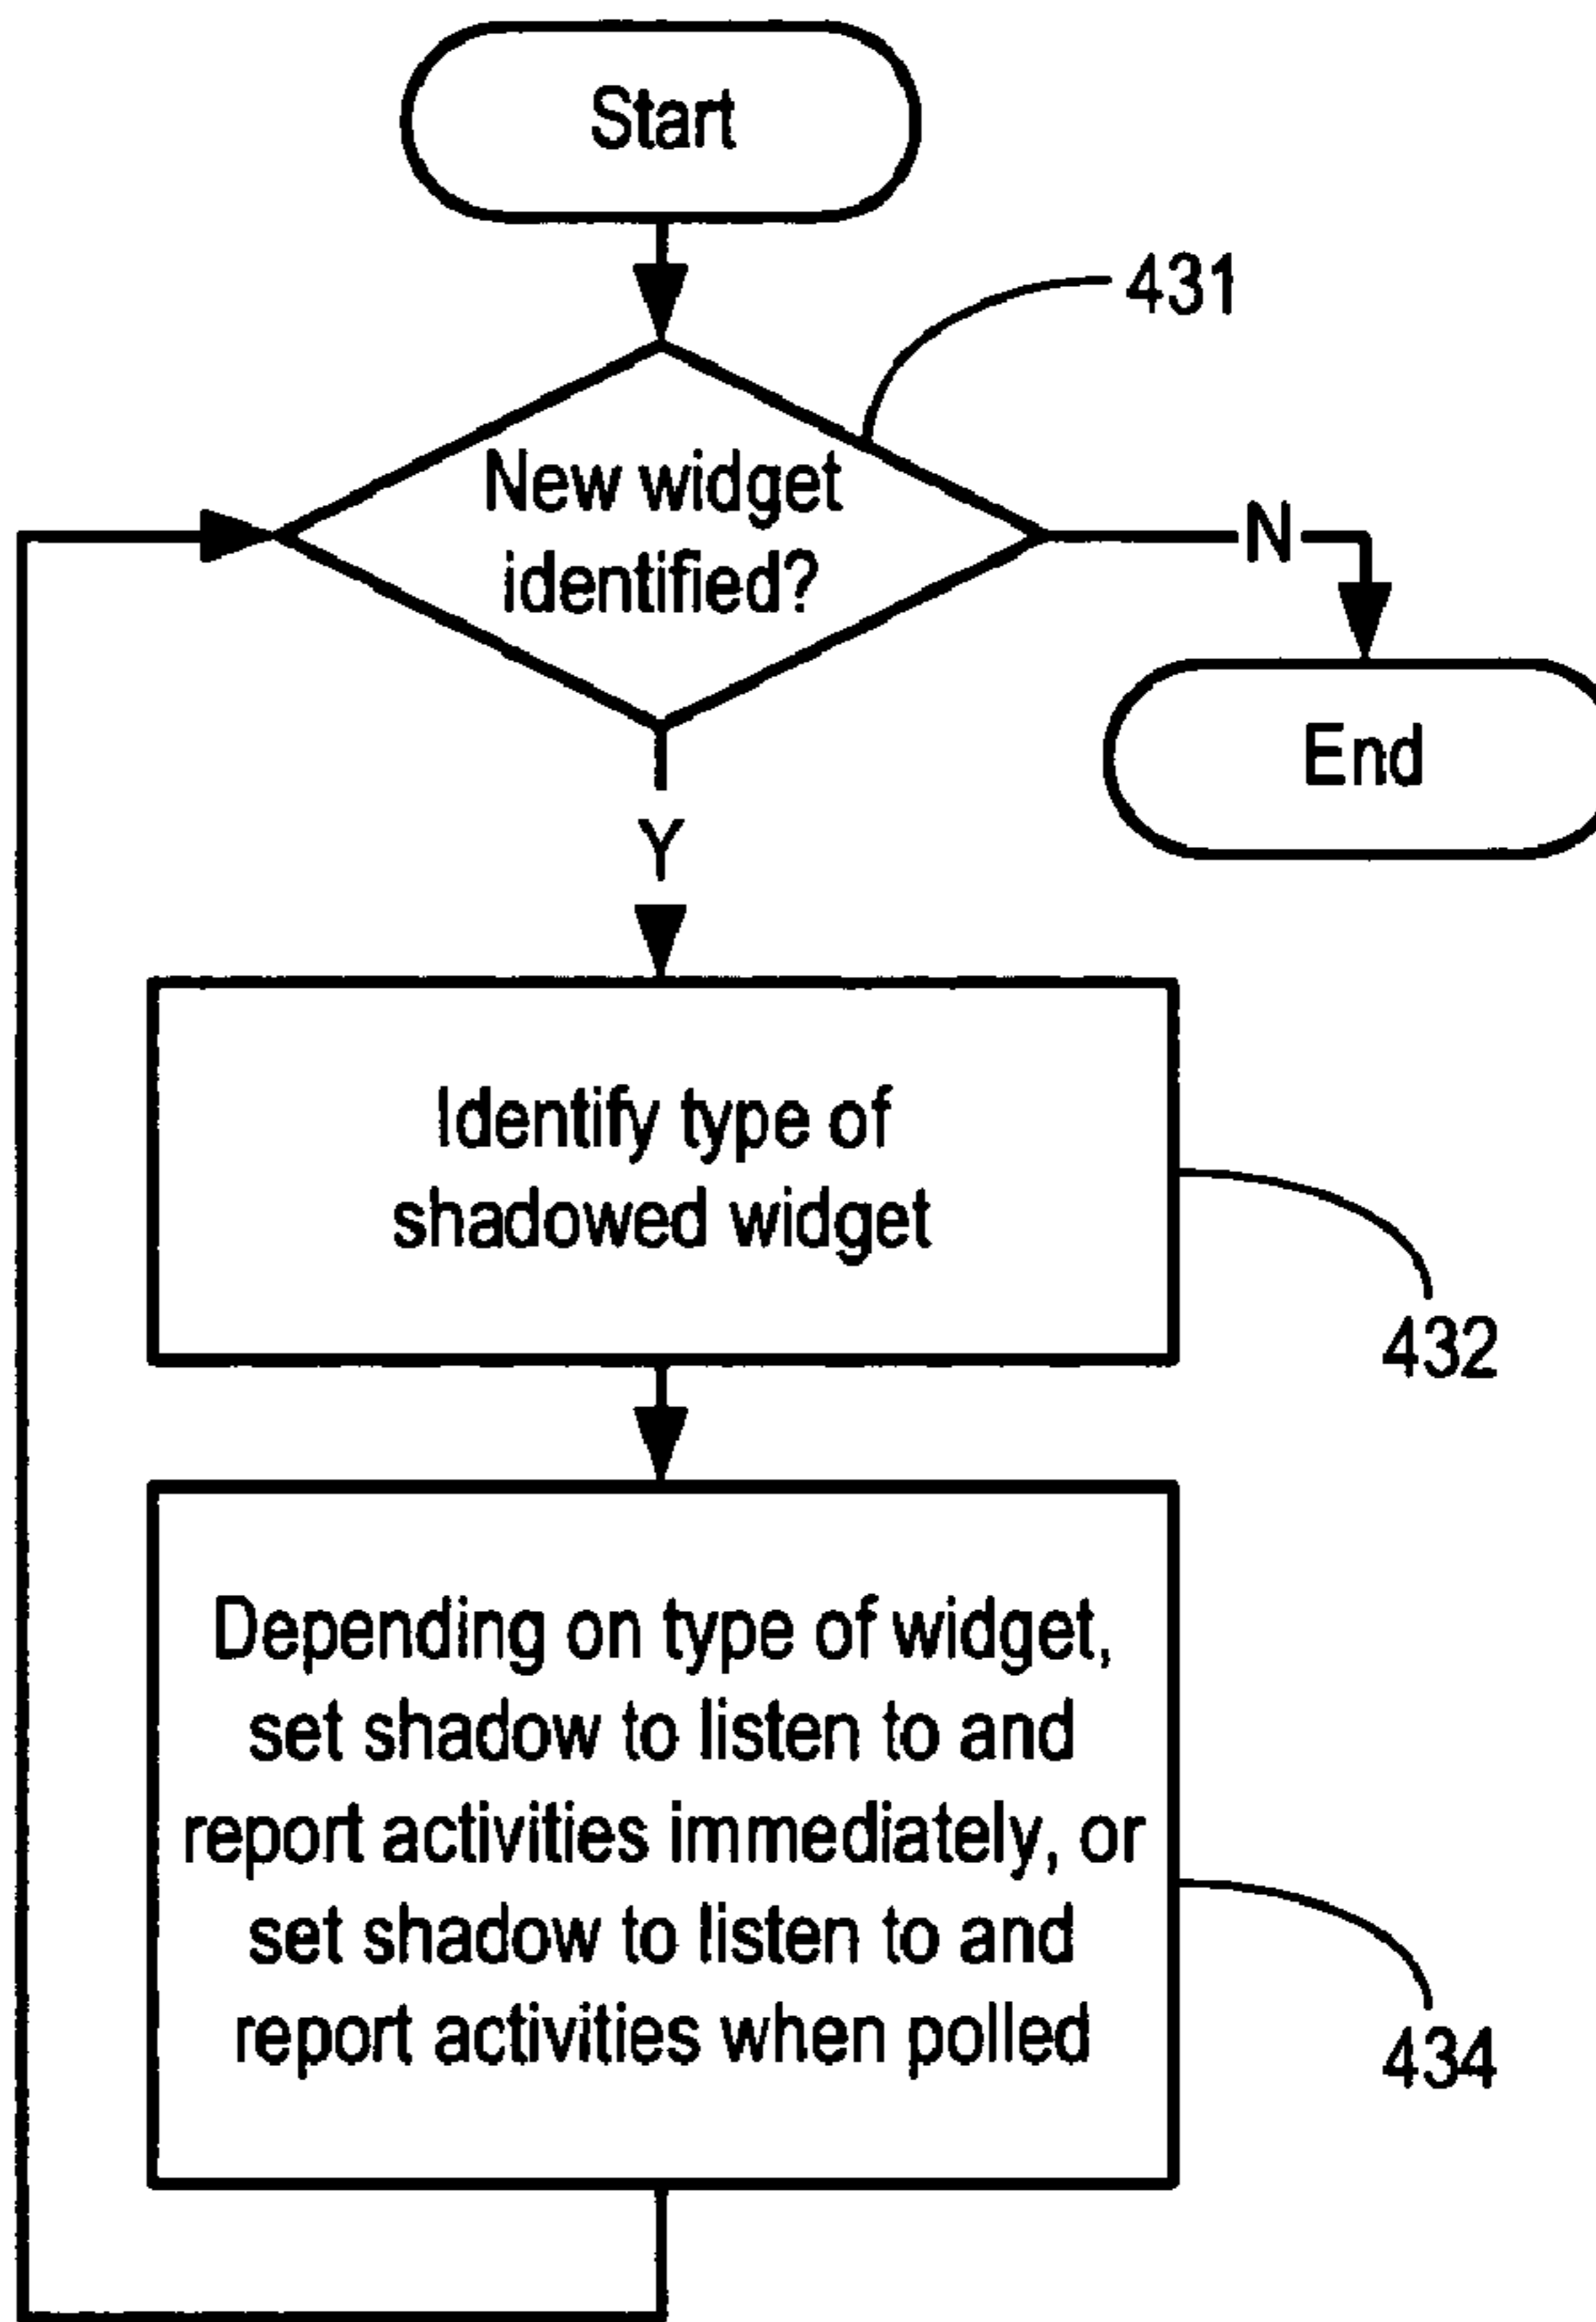 Start
431
New widget
identified?
N
End
Y
Identify type of
shadowed widget
432
Depending on type of widget,
set shadow to listen to and
report activities immediately, or
set shadow to listen to and
report activities when polled
434